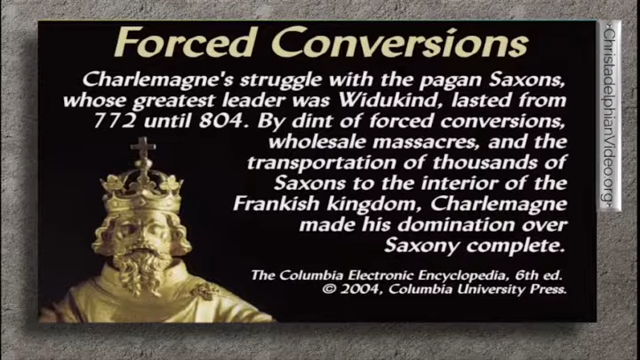 Forced Conversions
Charlemagne's struggle with the pagan Saxons,
whose greatest leader was Widukind, lasted from
772 until 804. By dint of forced conversions,
wholesale massacres, and the
transportation of thousands of
Saxons to the interior of the
Frankish kingdom, Charlemagne
made his domination over
Saxony complete.
The Columbia Electronic Encyclopedia, 6th ed.
© 2004, Columbia University Press.
·ChristadelphianVideo.org·